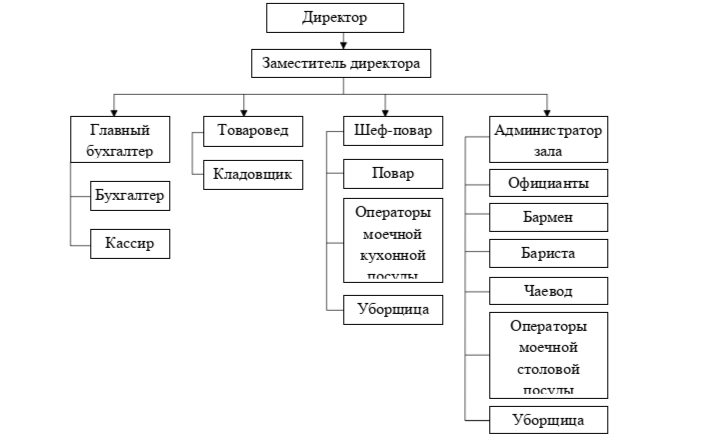 Директор
Заместитель директора
Главный
бухгалтер
Бухгалтер
Кассир
Товаровед
Кладовщик
Шеф-повар
Повар
Операторы
моечной
кухонной
посуды
Уборщица
Администратор
зала
Официанты
Бармен
Бариста
Чаевод
Операторы
моечной
столовой
посуды
Уборщица